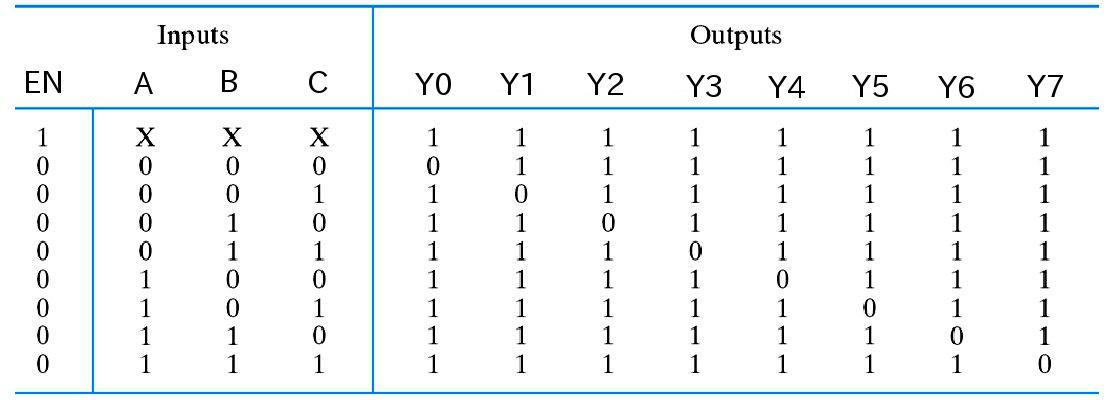 Inputs Outputs
EN A B C Y0 Y1 Y2 Y3 Y4 Y5 Y6 Y7
1 X X X 1 1 1 1 1 1 1 1
0 0 0 0 0 1 1 1 1 1 1 1
0 0 0 1 1 0 1 1 1 1 1 1
0 0 1 0 1 1 0 1 1 1 1 1
0 0 1 1 1 1 1 0 1 1 1 1
0 1 0 0 1 1 1 1 0 1 1 1
0 1 0 1 1 1 1 1 1 0 1 1
0 1 1 0 1 1 1 1 1 1 0 1
0 1 1 1 1 1 1 1 1 1 1 0